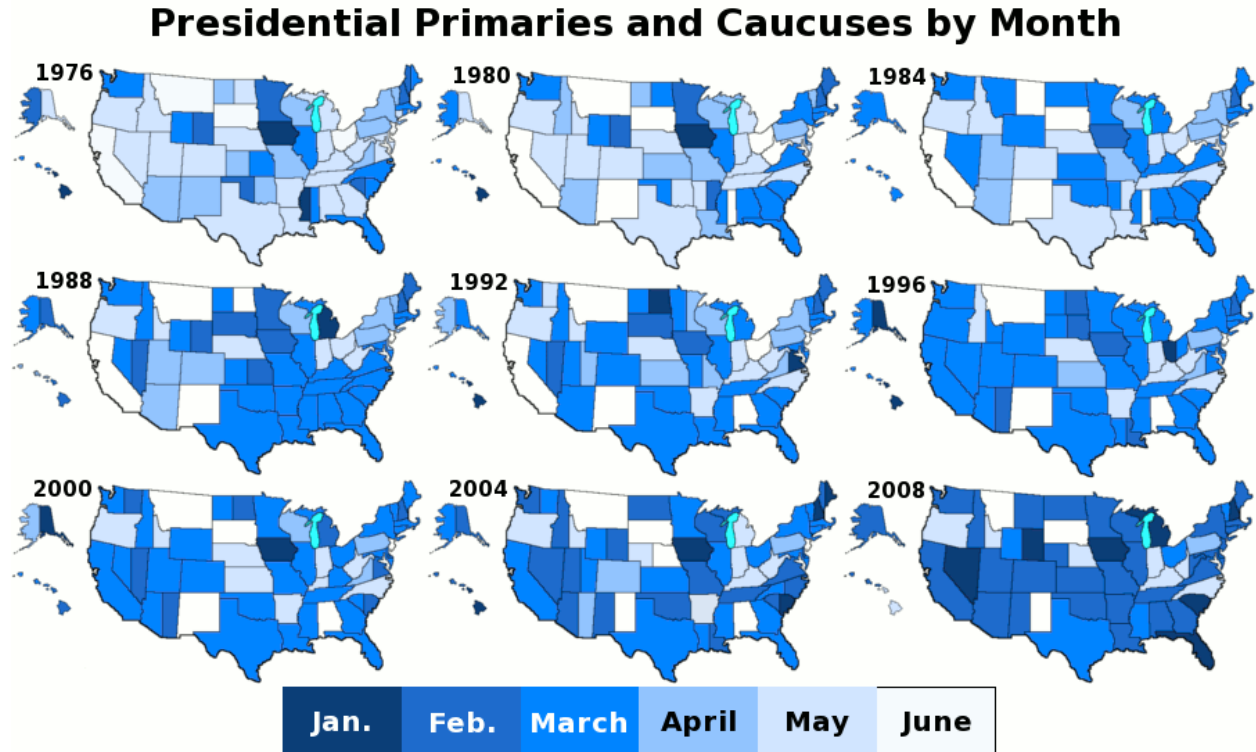 Presidential Primaries and Caucuses by Month
1976
1980
1984
1988
1992
1996
2000
2004
2008
Jan.
Feb.
March
April
May
June